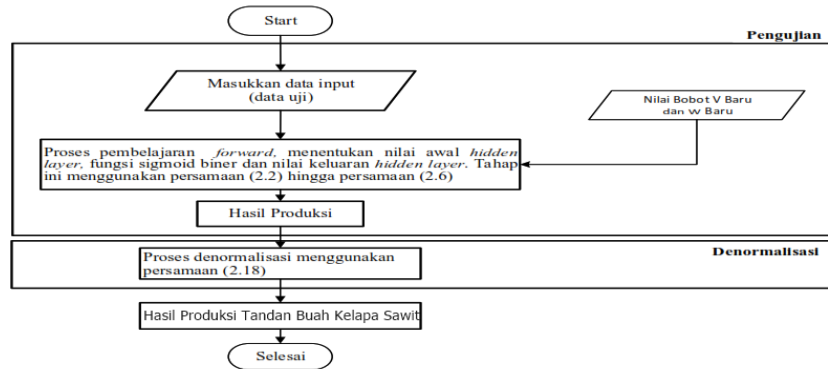 Start
Pengujian
Masukkan data input
(data uji)
Nilai Bobot V Baru
dan W Baru
Proses pembelajaran forward, menentukan nilai awal hidden
layer, fungsi sigmoid biner dan nilai keluaran hidden layer. Tahap
ini menggunakan persamaan (2.2) hingga persamaan (2.6)
Hasil Produksi
Denormalisasi
Proses denormalisasi menggunakan
persamaan (2.18)
Hasil Produksi Tandan Buah Kelapa Sawit
Selesai